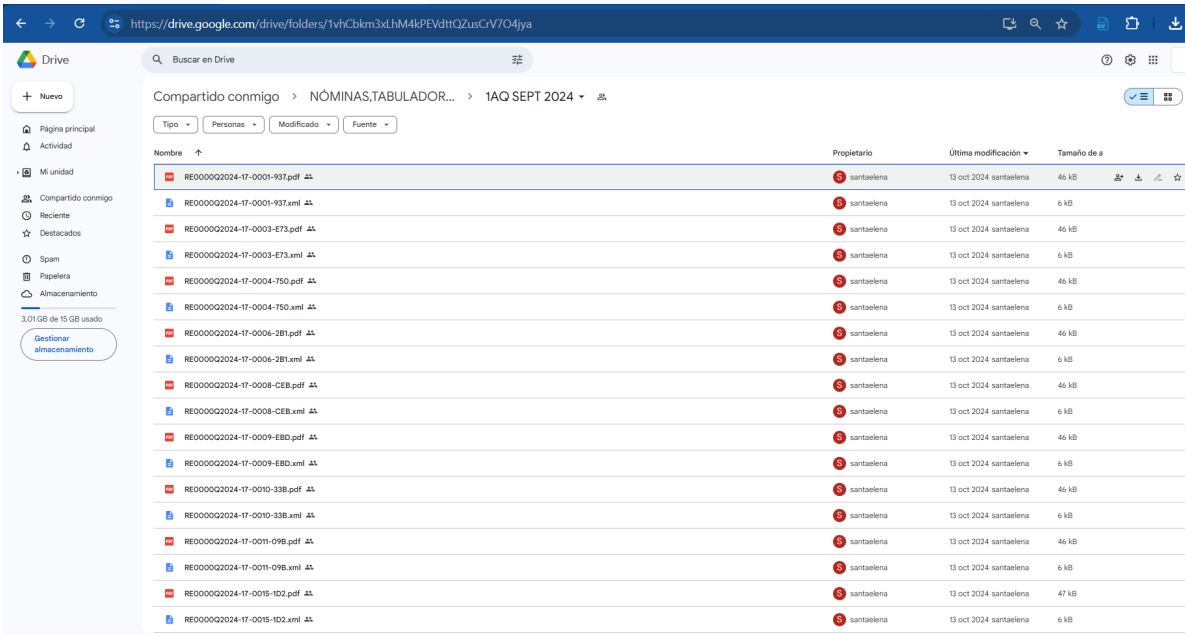 https://drive.google.com/drive/folders/1vhCbkm3xLhM4kPEVdttQZusCrV7O4jya
Drive
Buscar en Drive
Nuevo
Compartido conmigo > NÓMINAS,TABULADOR... > 1AQ SEPT 2024
Tipo Personas Modificado Fuente
Página principal
Actividad
Mi unidad
Compartido conmigo
Reciente
Destacados
Spam
Papelera
Almacenamiento
3,01 GB de 15 GB usado
Gestionar
almacenamiento
Nombre Propietario Última modificación Tamaño de a
PDF RE0000Q2024-17-0001-937.pdf S santaelena 13 oct 2024 santaelena 46 kB
RE0000Q2024-17-0001-937.xml S santaelena 13 oct 2024 santaelena 6 kB
PDF RE0000Q2024-17-0003-E73.pdf S santaelena 13 oct 2024 santaelena 46 kB
RE0000Q2024-17-0003-E73.xml S santaelena 13 oct 2024 santaelena 6 kB
PDF RE0000Q2024-17-0004-750.pdf S santaelena 13 oct 2024 santaelena 46 kB
RE0000Q2024-17-0004-750.xml S santaelena 13 oct 2024 santaelena 6 kB
PDF RE0000Q2024-17-0006-2B1.pdf S santaelena 13 oct 2024 santaelena 46 kB
RE0000Q2024-17-0006-2B1.xml S santaelena 13 oct 2024 santaelena 6 kB
PDF RE0000Q2024-17-0008-CEB.pdf S santaelena 13 oct 2024 santaelena 46 kB
RE0000Q2024-17-0008-CEB.xml S santaelena 13 oct 2024 santaelena 6 kB
PDF RE0000Q2024-17-0009-EBD.pdf S santaelena 13 oct 2024 santaelena 46 kB
RE0000Q2024-17-0009-EBD.xml S santaelena 13 oct 2024 santaelena 6 kB
PDF RE0000Q2024-17-0010-33B.pdf S santaelena 13 oct 2024 santaelena 46 kB
RE0000Q2024-17-0010-33B.xml S santaelena 13 oct 2024 santaelena 6 kB
PDF RE0000Q2024-17-0011-09B.pdf S santaelena 13 oct 2024 santaelena 46 kB
RE0000Q2024-17-0011-09B.xml S santaelena 13 oct 2024 santaelena 6 kB
PDF RE0000Q2024-17-0015-1D2.pdf S santaelena 13 oct 2024 santaelena 47 kB
RE0000Q2024-17-0015-1D2.xml S santaelena 13 oct 2024 santaelena 6 kB